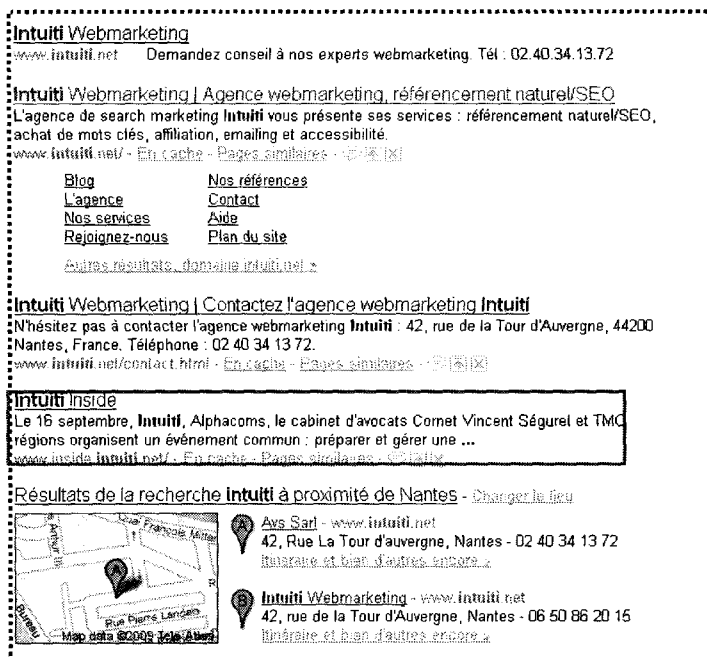 Intuiti Webmarketing
www.intuiti.net Demandez conseil à nos experts webmarketing. Tél : 02.40.34.13.72
Intuiti Webmarketing | Agence webmarketing, référencement naturel/SEO
L'agence de search marketing Intuiti vous présente ses services : référencement naturel/SEO,
achat de mots clés, affiliation, emailing et accessibilité.
www.intuiti.net/ - En cache - Pages similaires -
Blog Nos références
L'agence Contact
Nos services Aide
Rejoignez-nous Plan du site
Autres résultats, domaine intuiti.net »
Intuiti Webmarketing | Contactez l'agence webmarketing Intuiti
N'hésitez pas à contacter l'agence webmarketing Intuiti : 42, rue de la Tour d'Auvergne, 44200
Nantes, France. Téléphone : 02 40 34 13 72.
www.intuiti.net/contact.html - En cache - Pages similaires -
Intuiti Inside
Le 16 septembre, Intuiti, Alphacoms, le cabinet d'avocats Cornet Vincent Ségurel et TMO
régions organisent un événement commun : préparer et gérer une ...
www.inside.intuiti.net/ - En cache - Pages similaires -
Résultats de la recherche intuiti à proximité de Nantes - Changer le lieu
A Avs Sarl - www.intuiti.net
42, Rue La Tour d'auvergne, Nantes - 02 40 34 13 72
Itinéraire et bien d'autres encore »
B Intuiti Webmarketing - www.intuiti.net
42, rue de la Tour d'Auvergne, Nantes - 06 50 86 20 15
Itinéraire et bien d'autres encore »
Rue François Mitter
A
Rue Pierre Landais
Bureau
Map data ©2009 Tele Atlas